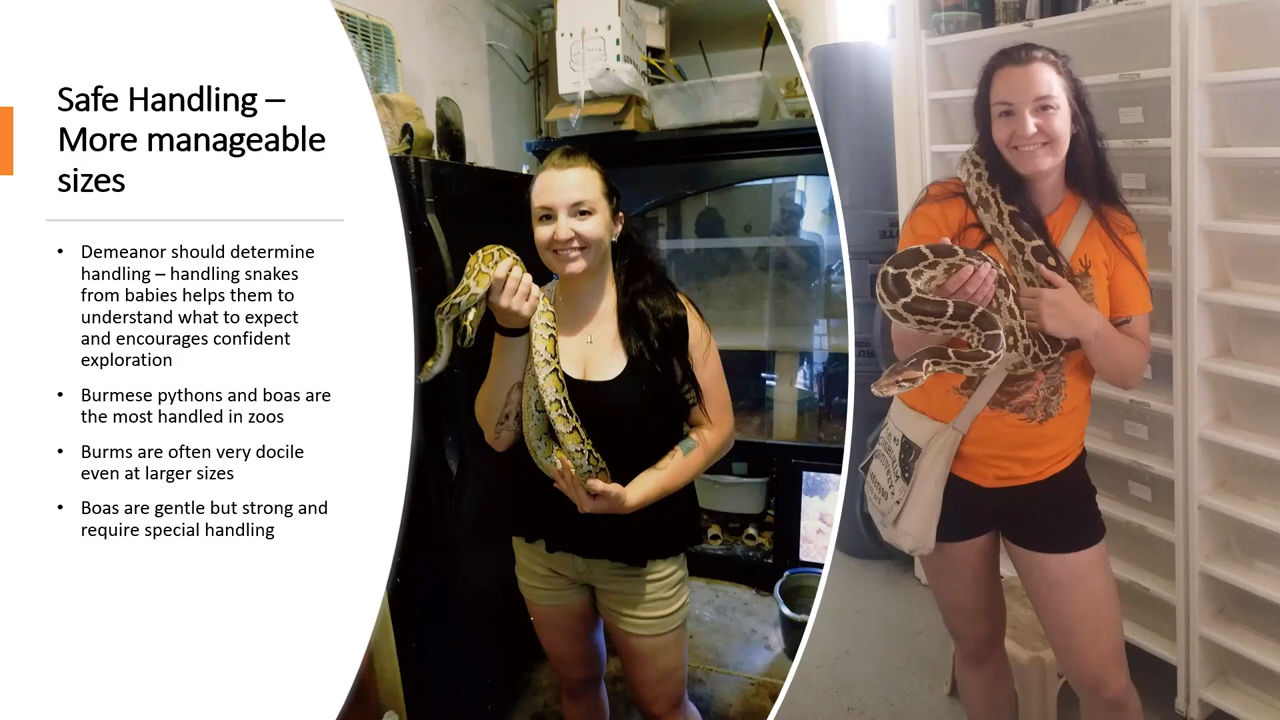 Safe Handling –
More manageable
sizes
• Demeanor should determine
handling – handling snakes
from babies helps them to
understand what to expect
and encourages confident
exploration
• Burmese pythons and boas are
the most handled in zoos
• Burms are often very docile
even at larger sizes
• Boas are gentle but strong and
require special handling